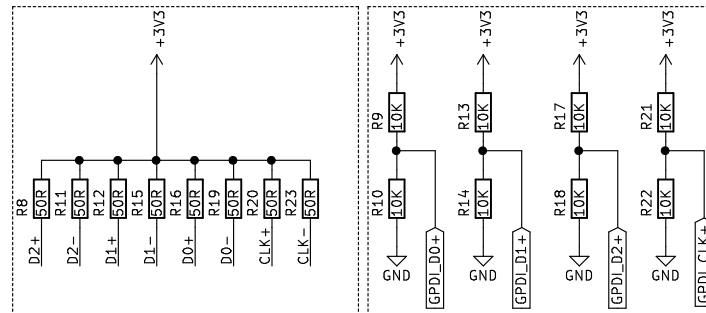 +3V3
R8 50R
R11 50R
R12 50R
R15 50R
R16 50R
R19 50R
R20 50R
R23 50R
D2+
D2-
D1+
D1-
D0+
D0-
CLK+
CLK-
+3V3
+3V3
+3V3
+3V3
R9 10K
R13 10K
R17 10K
R21 10K
R10 10K
R14 10K
R18 10K
R22 10K
GND
GND
GND
GND
GPDI_D0+
GPDI_D1+
GPDI_D2+
GPDI_CLK+